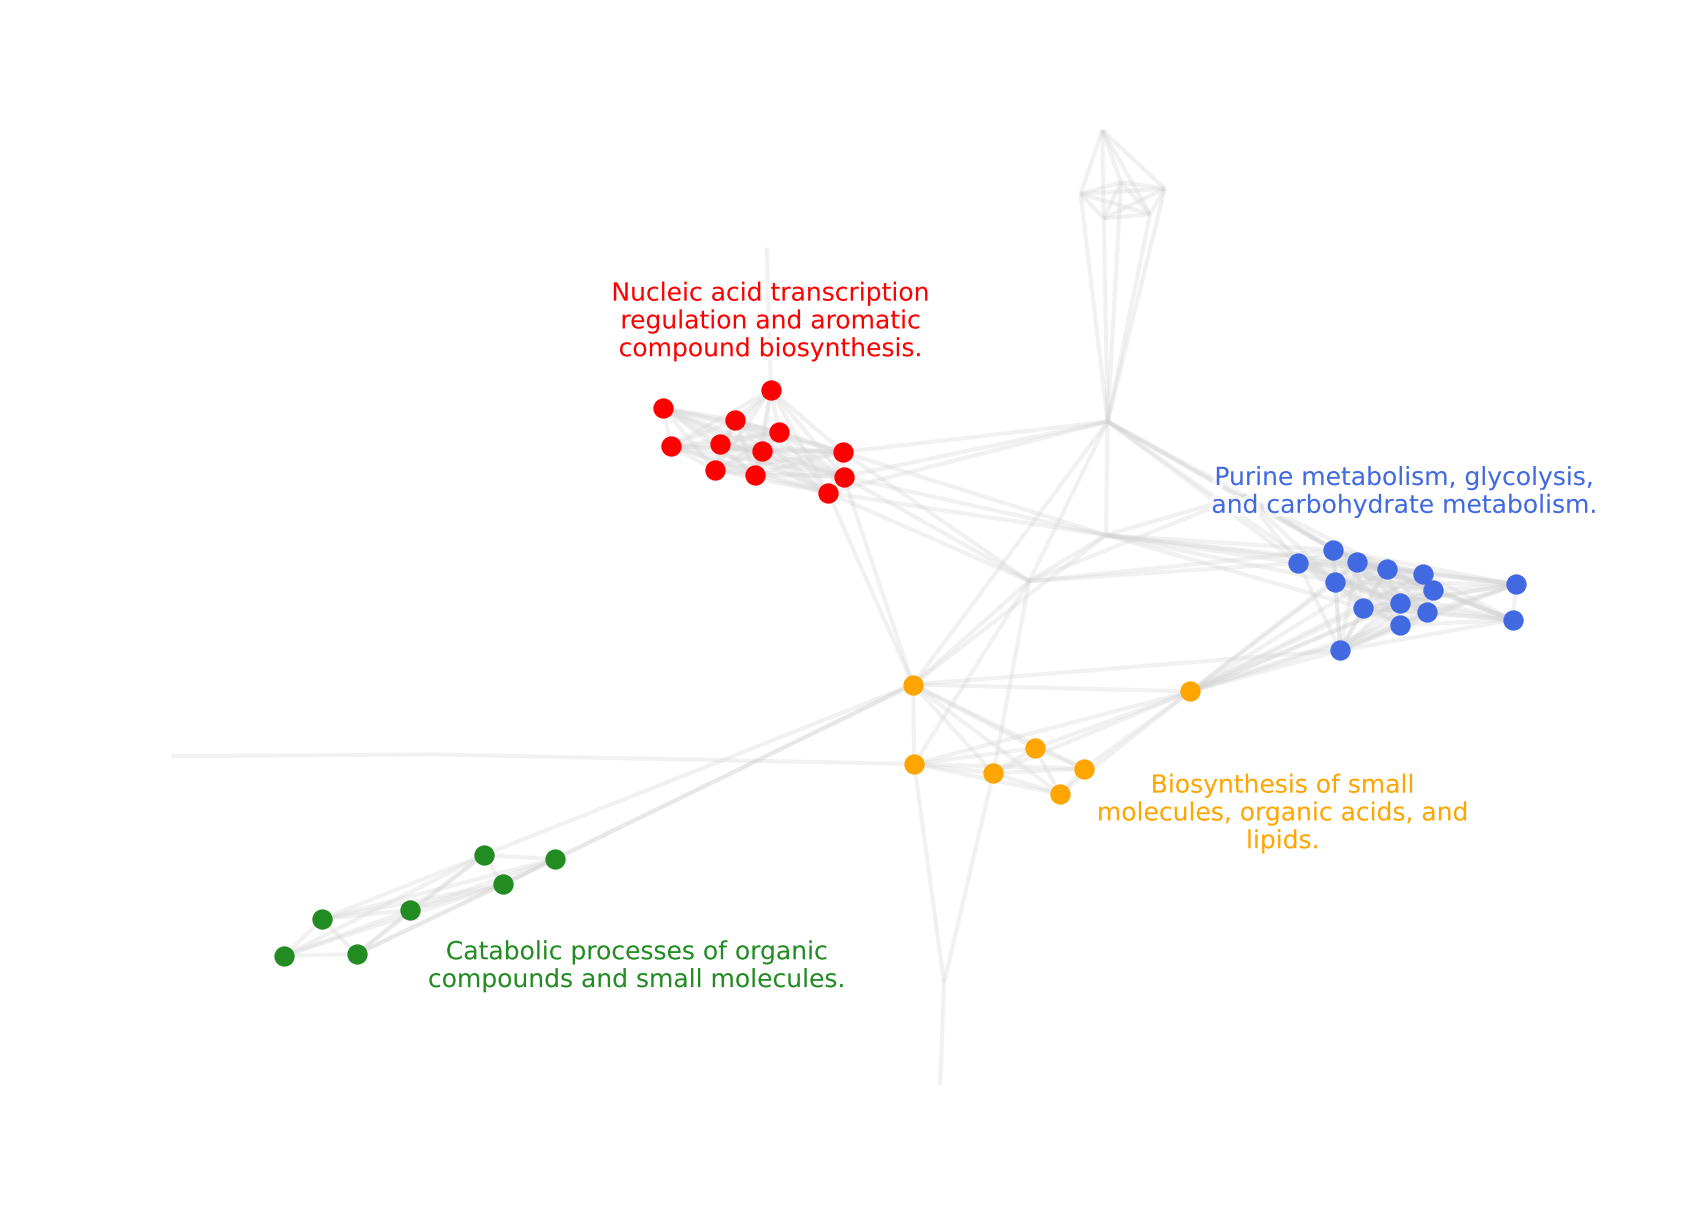 Nucleic acid transcription
regulation and aromatic
compound biosynthesis.
Purine metabolism, glycolysis,
and carbohydrate metabolism.
Biosynthesis of small
molecules, organic acids, and
lipids.
Catabolic processes of organic
compounds and small molecules.